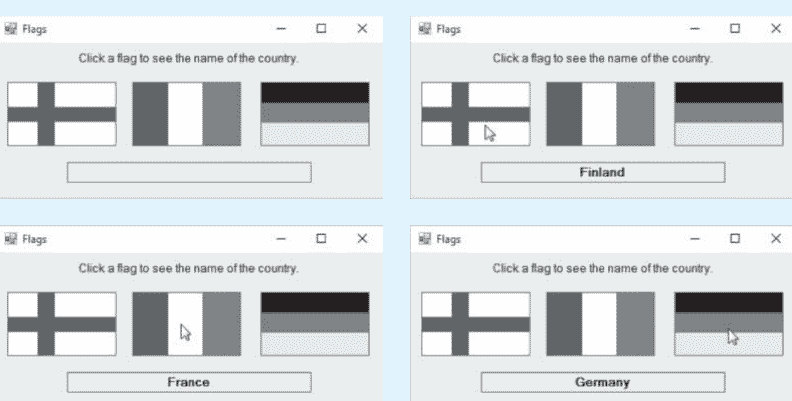 Flags
Click a flag to see the name of the country.
Flags
Click a flag to see the name of the country.
Finland
Flags
Click a flag to see the name of the country.
France
Flags
Click a flag to see the name of the country.
Germany